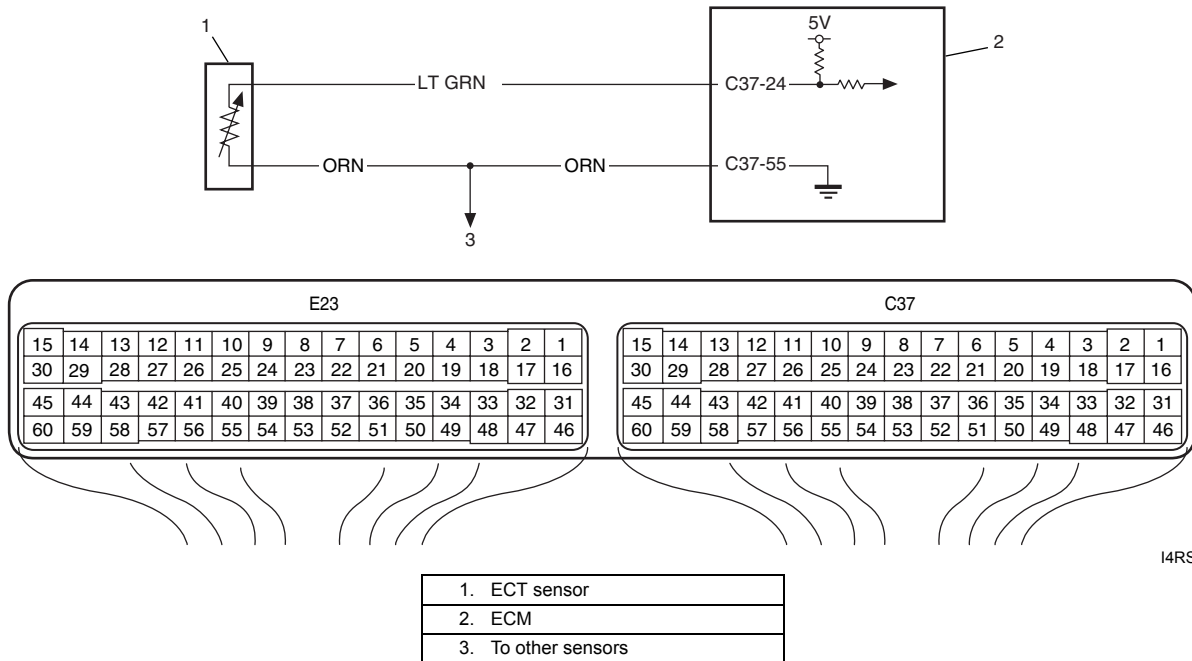 1
5V
2
LT GRN
C37-24
ORN
ORN
C37-55
3
E23
C37
15 14 13 12 11 10 9 8 7 6 5 4 3 2 1
15 14 13 12 11 10 9 8 7 6 5 4 3 2 1
30 29 28 27 26 25 24 23 22 21 20 19 18 17 16
30 29 28 27 26 25 24 23 22 21 20 19 18 17 16
45 44 43 42 41 40 39 38 37 36 35 34 33 32 31
45 44 43 42 41 40 39 38 37 36 35 34 33 32 31
60 59 58 57 56 55 54 53 52 51 50 49 48 47 46
60 59 58 57 56 55 54 53 52 51 50 49 48 47 46
I4RS
1. ECT sensor
2. ECM
3. To other sensors